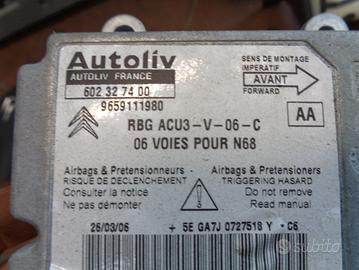 Autoliv
AUTOLIV FRANCE
602 32 74 00
9659111980
SENS DE MONTAGE
IMPERATIF
AVANT
FORWARD
RBG ACU3-V-06-C
06 VOIES POUR N68
AA
Airbags & Pretensionneurs
RISQUE DE DECLENCHEMENT
Consulter la notice
Ne pas démonter
Airbags & Pretensioners
TRIGGERING HASARD
Do not remove
Read manual
26/03/06
+ 5E GA7J 0727518 Y · C6
subito